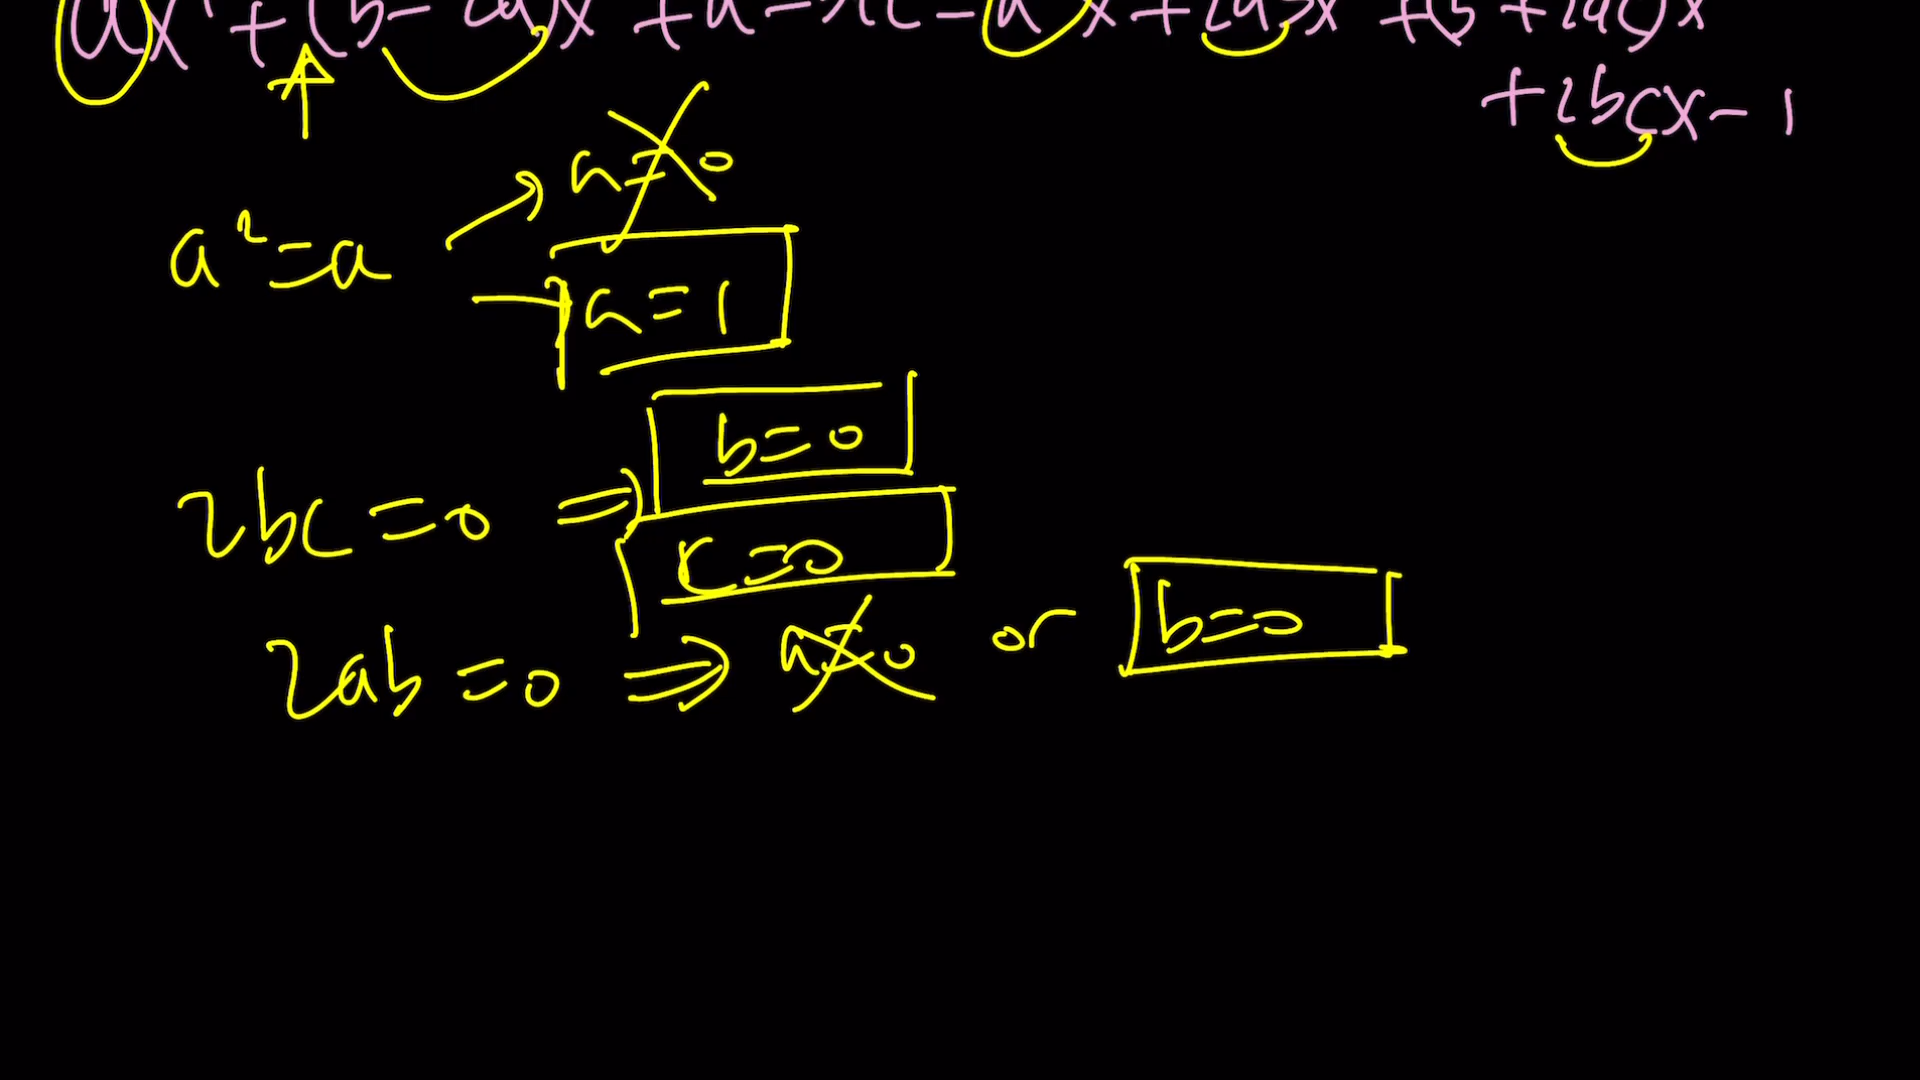 +2bcx-1
a=0
a²=a
a=1
b=0
2bc=0 ⇒
c=0
2ab=0 ⇒ a=0 or b=0